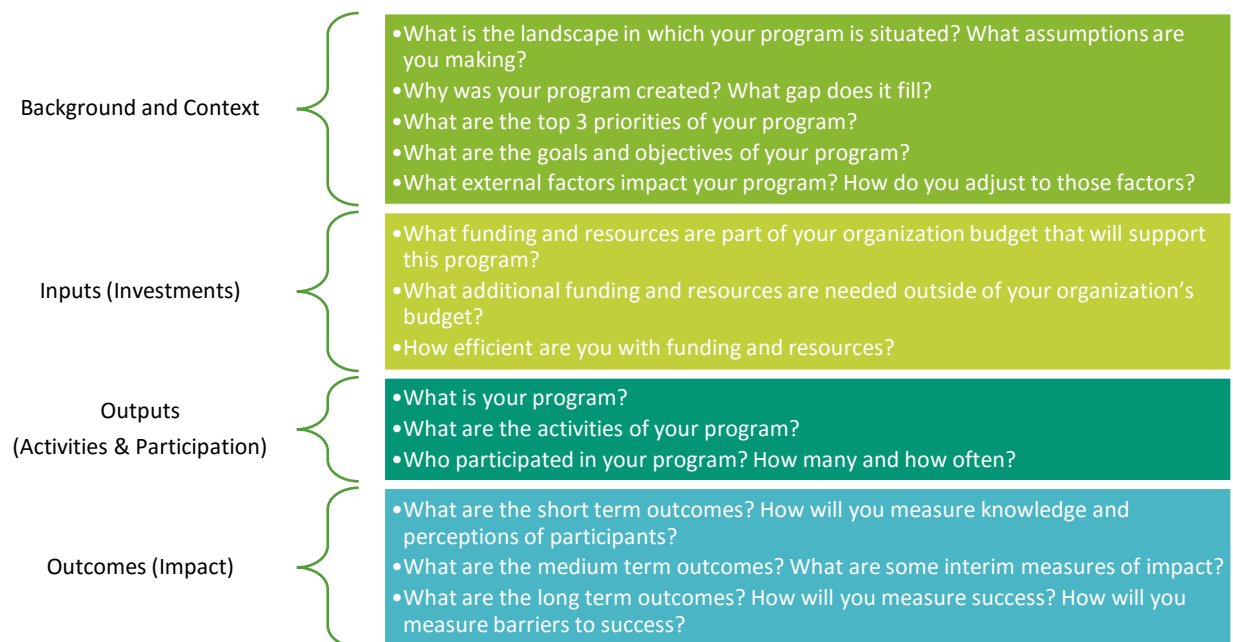 Background and Context
•What is the landscape in which your program is situated? What assumptions are
you making?
•Why was your program created? What gap does it fill?
•What are the top 3 priorities of your program?
•What are the goals and objectives of your program?
•What external factors impact your program? How do you adjust to those factors?
Inputs (Investments)
•What funding and resources are part of your organization budget that will support
this program?
•What additional funding and resources are needed outside of your organization’s
budget?
•How efficient are you with funding and resources?
Outputs
(Activities & Participation)
•What is your program?
•What are the activities of your program?
•Who participated in your program? How many and how often?
Outcomes (Impact)
•What are the short term outcomes? How will you measure knowledge and
perceptions of participants?
•What are the medium term outcomes? What are some interim measures of impact?
•What are the long term outcomes? How will you measure success? How will you
measure barriers to success?